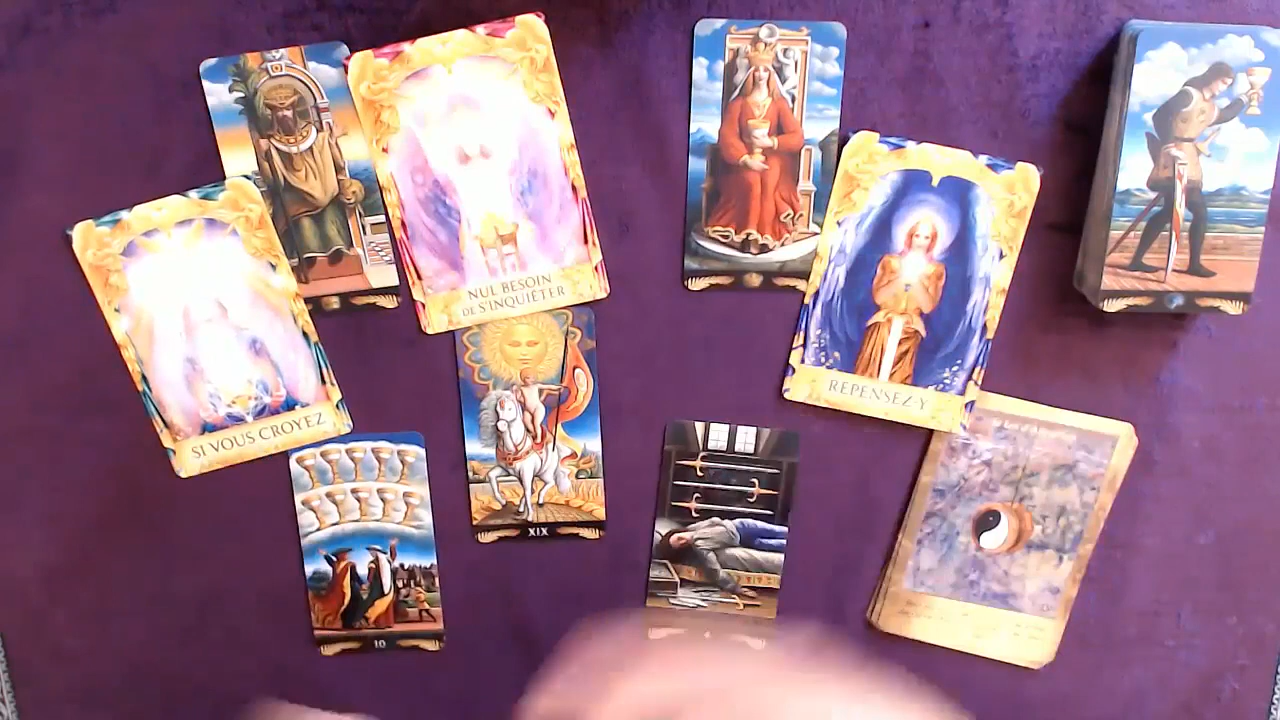 NUL BESOIN
DE S'INQUIÉTER
REPENSEZ-Y
SI VOUS CROYEZ
XIX
10